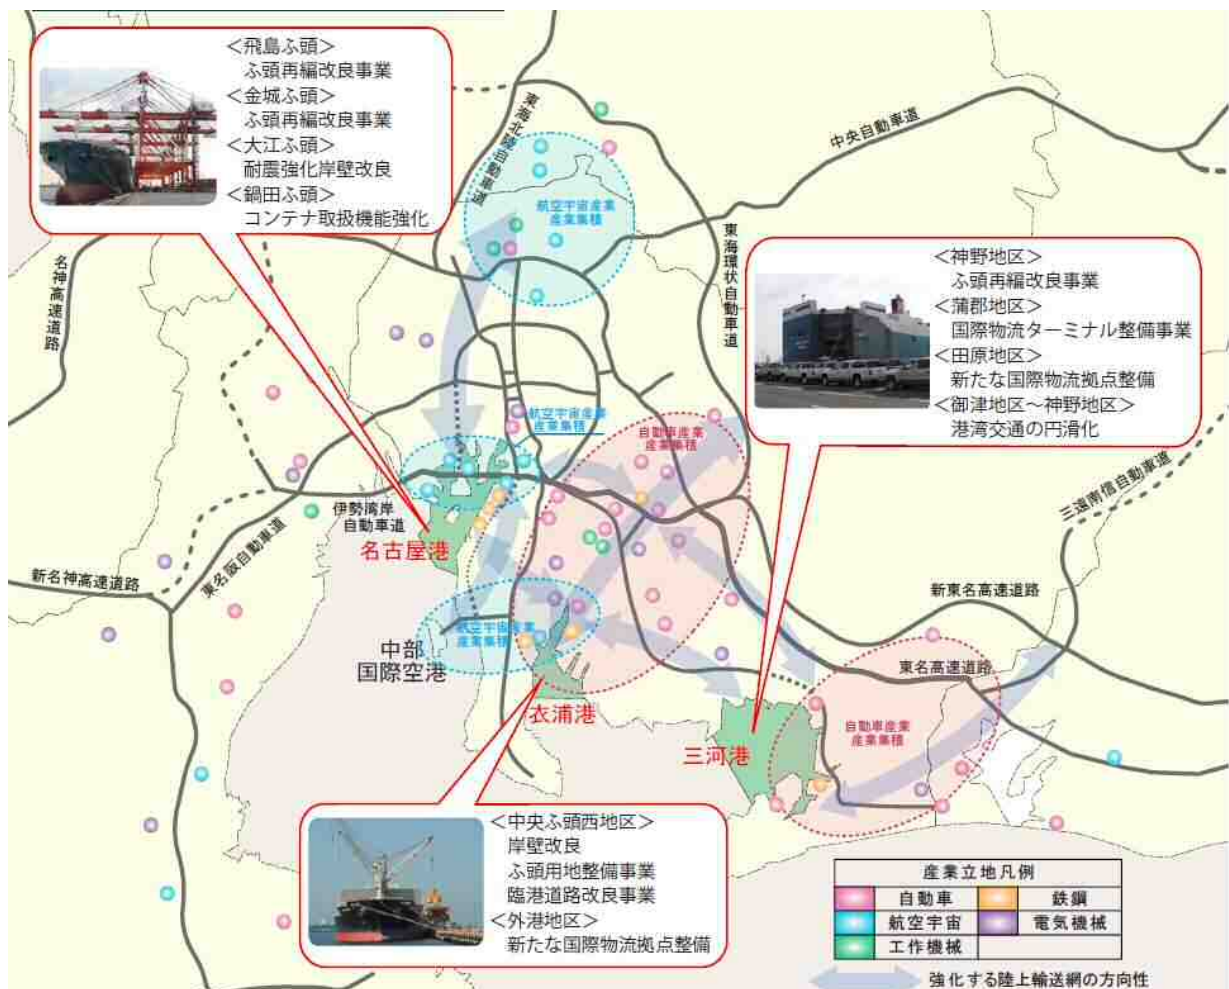 <飛島ふ頭>
ふ頭再編改良事業
<金城ふ頭>
ふ頭再編改良事業
<大江ふ頭>
耐震強化岸壁改良
<鍋田ふ頭>
コンテナ取扱機能強化
東海北陸自動車道
中央自動車道
航空宇宙産業
産業集積
東海環状自動車道
名神高速道路
<神野地区>
ふ頭再編改良事業
<蒲郡地区>
国際物流ターミナル整備事業
<田原地区>
新たな国際物流拠点整備
<御津地区～神野地区>
港湾交通の円滑化
航空宇宙産業
産業集積
自動車産業
産業集積
三遠南信自動車道
伊勢湾岸
自動車道
名古屋港
東名阪自動車道
新名神高速道路
新東名高速道路
航空宇宙産業
産業集積
中部
国際空港
東名高速道路
衣浦港
三河港
自動車産業
産業集積
<中央ふ頭西地区>
岸壁改良
ふ頭用地整備事業
臨港道路改良事業
<外港地区>
新たな国際物流拠点整備
産業立地凡例
自動車 鉄鋼
航空宇宙 電気機械
工作機械
強化する陸上輸送網の方向性